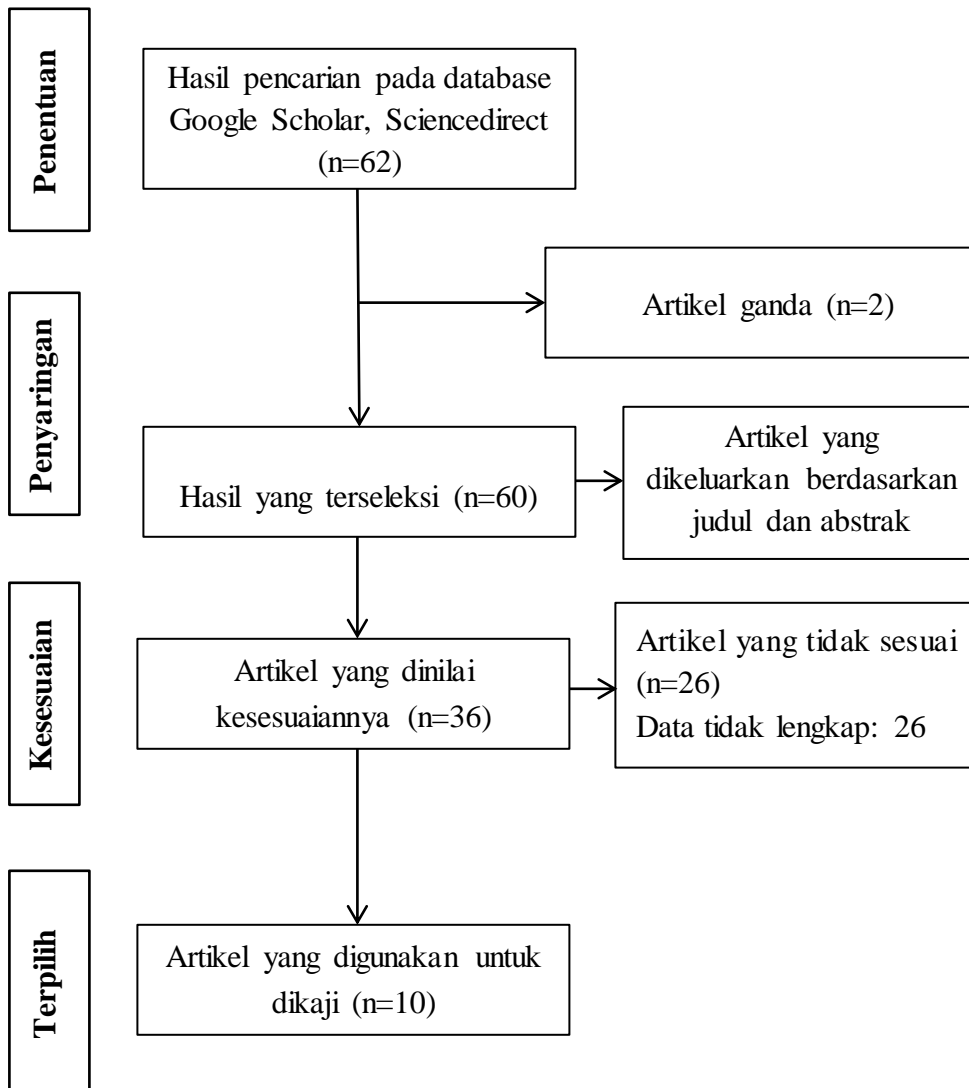 Penentuan
Hasil pencarian pada database
Google Scholar, Sciencedirect
(n=62)
Artikel ganda (n=2)
Penyaringan
Hasil yang terseleksi (n=60)
Artikel yang
dikeluarkan berdasarkan
judul dan abstrak
Kesesuaian
Artikel yang dinilai
kesesuaiannya (n=36)
Artikel yang tidak sesuai
(n=26)
Data tidak lengkap: 26
Terpilih
Artikel yang digunakan untuk
dikaji (n=10)